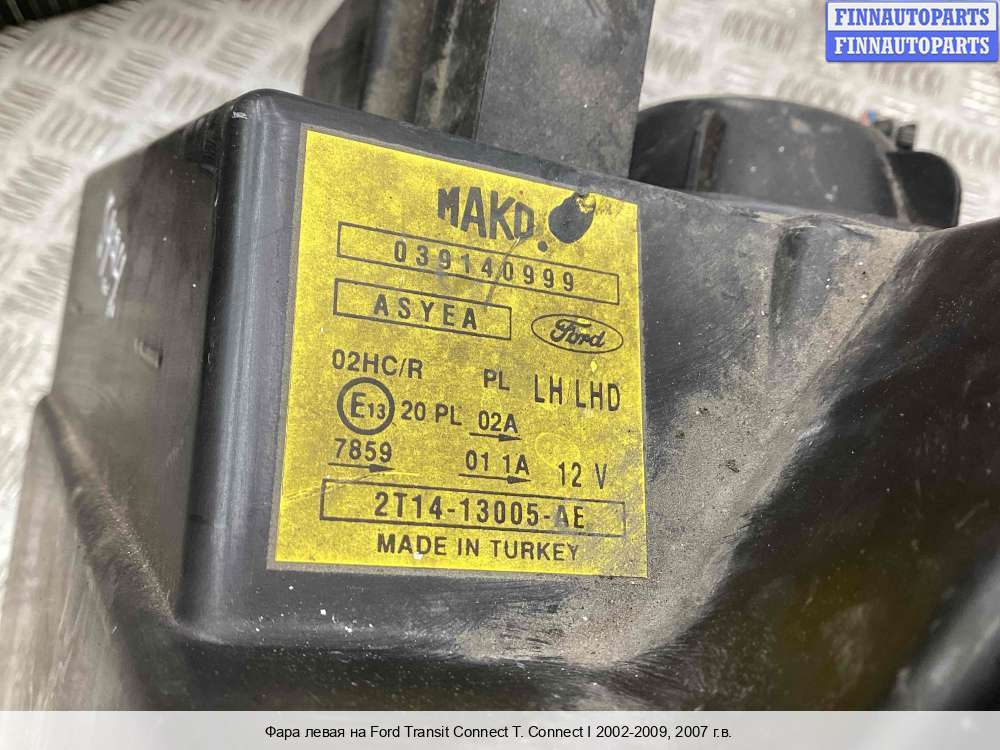 FINNAUTOPARTS
FINNAUTOPARTS
MAKO
039140999
ASYEA
Ford
02HC/R PL LH LHD
E13 20 PL 02A
7859 01 1A 12 V
2T14-13005-AE
MADE IN TURKEY
Фара левая на Ford Transit Connect T. Connect I 2002-2009, 2007 г.в.